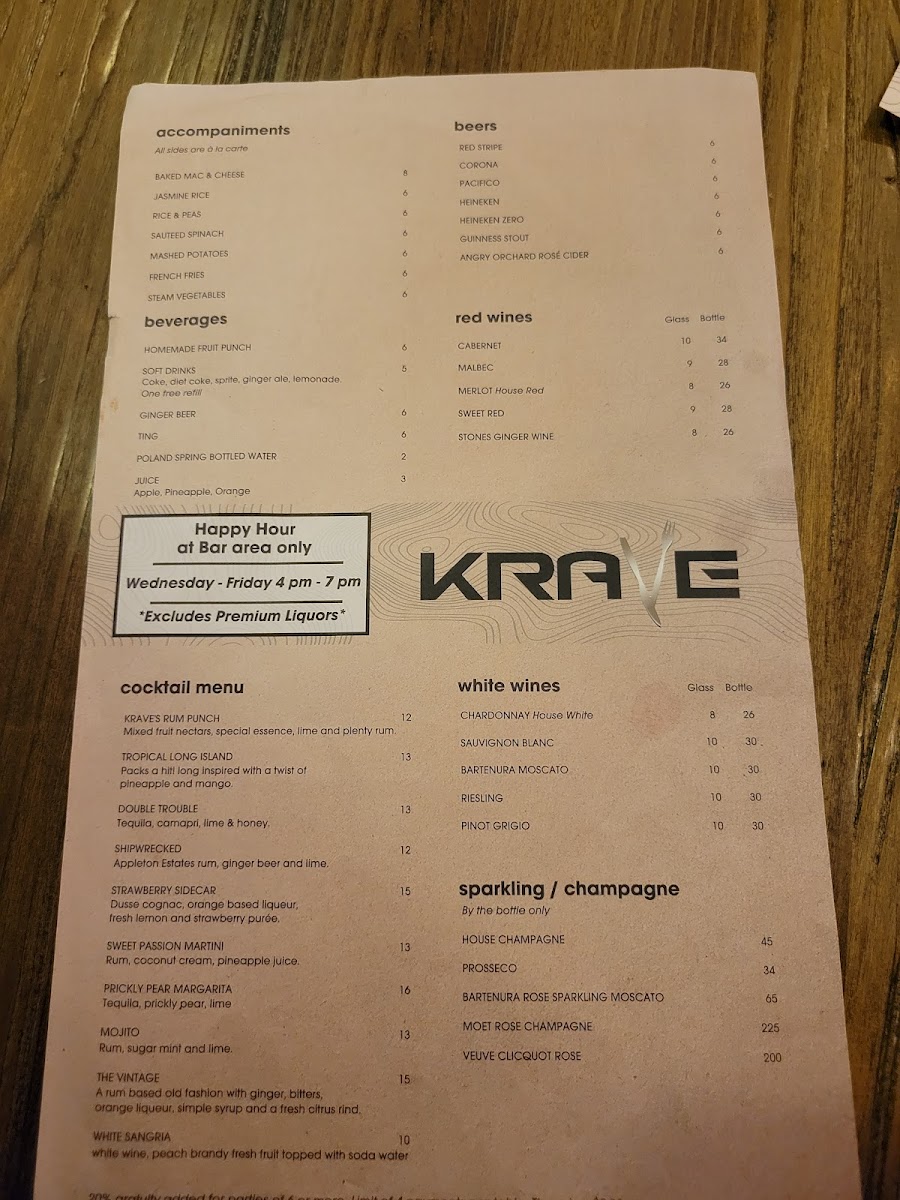 accompaniments
All sides are à la carte
BAKED MAC & CHEESE 8
JASMINE RICE 6
RICE & PEAS 6
SAUTEED SPINACH 6
MASHED POTATOES 6
FRENCH FRIES 6
STEAM VEGETABLES 6
beverages
HOMEMADE FRUIT PUNCH 6
SOFT DRINKS 5
Coke, diet coke, sprite, ginger ale, lemonade.
One free refill
GINGER BEER 6
TING 6
POLAND SPRING BOTTLED WATER 2
JUICE 3
Apple, Pineapple, Orange
beers
RED STRIPE 6
CORONA 6
PACIFICO 6
HEINEKEN 6
HEINEKEN ZERO 6
GUINNESS STOUT 6
ANGRY ORCHARD ROSÉ CIDER 6
red wines Glass Bottle
CABERNET 10 34
MALBEC 9 28
MERLOT House Red 8 26
SWEET RED 9 28
STONES GINGER WINE 8 26
Happy Hour
at Bar area only
Wednesday - Friday 4 pm - 7 pm
*Excludes Premium Liquors*
KRAVE
cocktail menu
KRAVE'S RUM PUNCH 12
Mixed fruit nectars, special essence, lime and plenty rum.
TROPICAL LONG ISLAND 13
Packs a hit! long inspired with a twist of
pineapple and mango.
DOUBLE TROUBLE 13
Tequila, camapri, lime & honey.
SHIPWRECKED 12
Appleton Estates rum, ginger beer and lime.
STRAWBERRY SIDECAR 15
Dusse cognac, orange based liqueur,
fresh lemon and strawberry purée.
SWEET PASSION MARTINI 13
Rum, coconut cream, pineapple juice.
PRICKLY PEAR MARGARITA 16
Tequila, prickly pear, lime
MOJITO 13
Rum, sugar mint and lime.
THE VINTAGE 15
A rum based old fashion with ginger, bitters,
orange liqueur, simple syrup and a fresh citrus rind.
WHITE SANGRIA 10
white wine, peach brandy fresh fruit topped with soda water
white wines Glass Bottle
CHARDONNAY House White 8 26
SAUVIGNON BLANC 10 30
BARTENURA MOSCATO 10 30
RIESLING 10 30
PINOT GRIGIO 10 30
sparkling / champagne
By the bottle only
HOUSE CHAMPAGNE 45
PROSSECO 34
BARTENURA ROSE SPARKLING MOSCATO 65
MOET ROSE CHAMPAGNE 225
VEUVE CLICQUOT ROSE 200
20% gratuity added for parties of 6 or more.